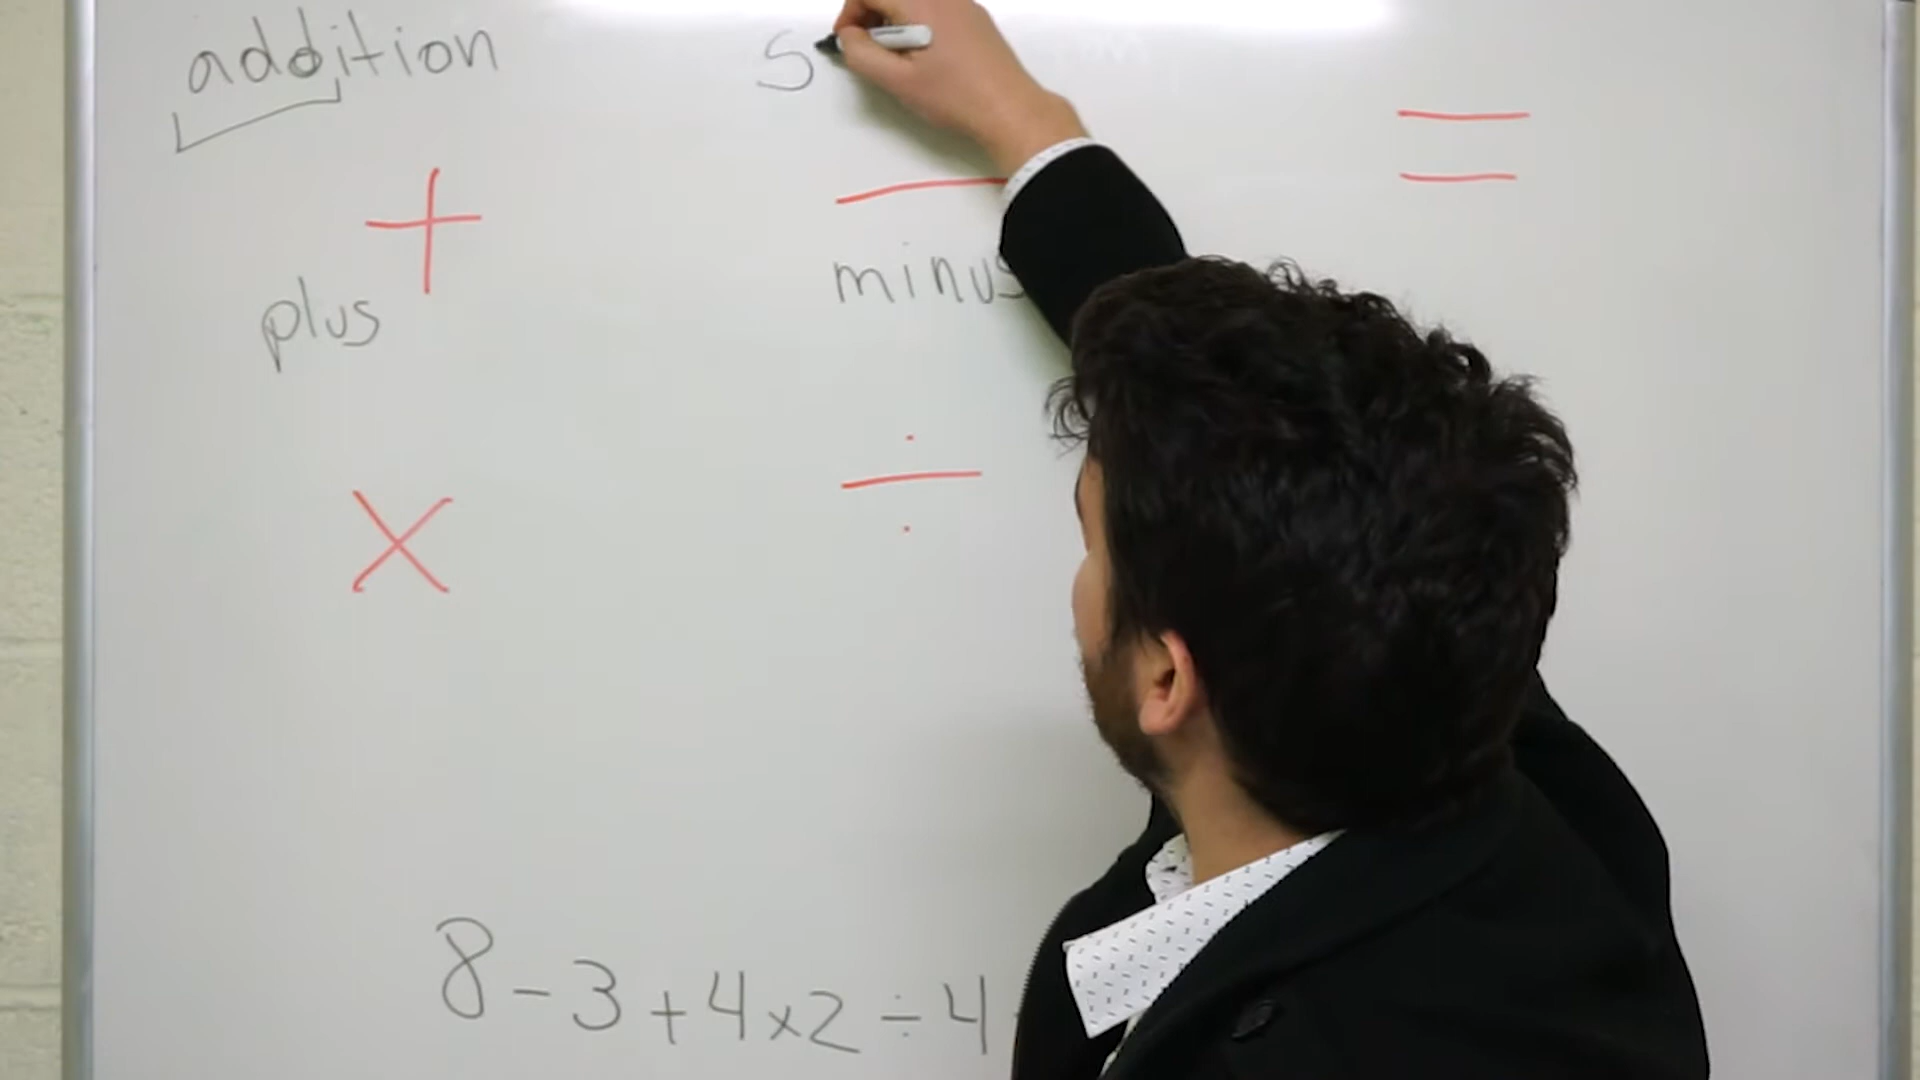 addition
S
+
−
=
plus
minus
×
÷
8 − 3 + 4 × 2 ÷ 4